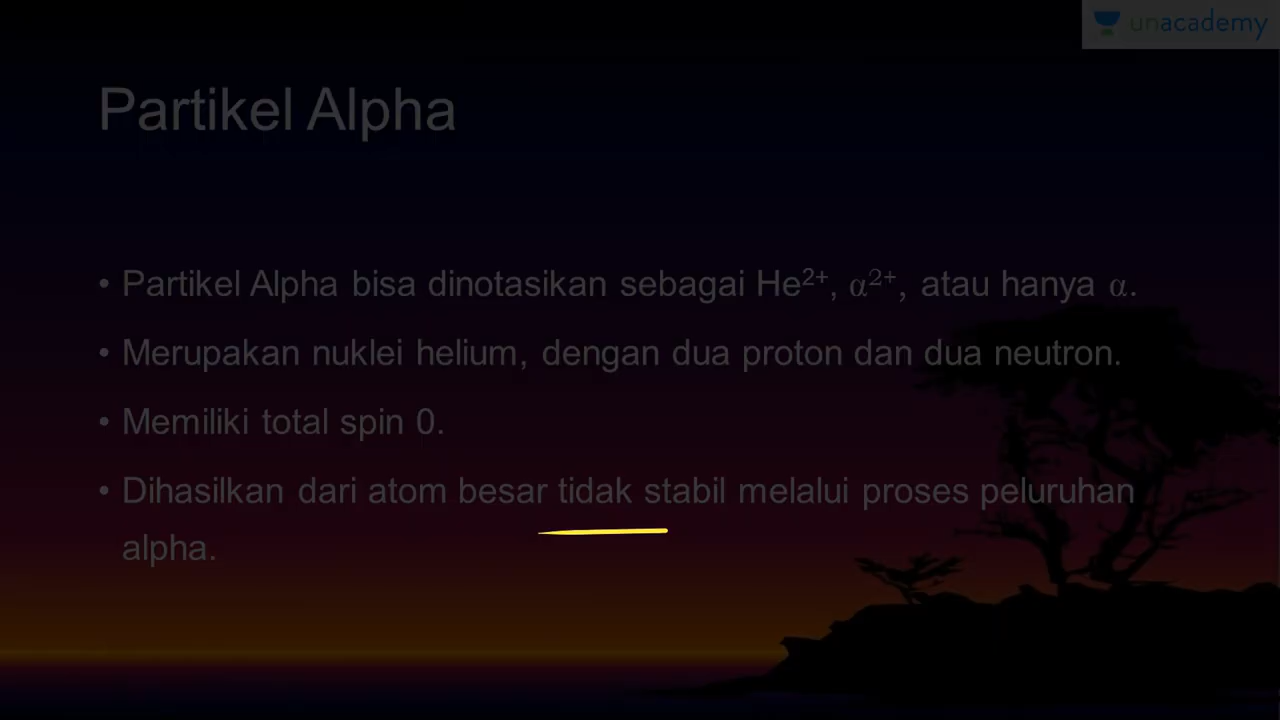 unacademy
Partikel Alpha
• Partikel Alpha bisa dinotasikan sebagai He²⁺, α²⁺, atau hanya α.
• Merupakan nuklei helium, dengan dua proton dan dua neutron.
• Memiliki total spin 0.
• Dihasilkan dari atom besar tidak stabil melalui proses peluruhan
alpha.